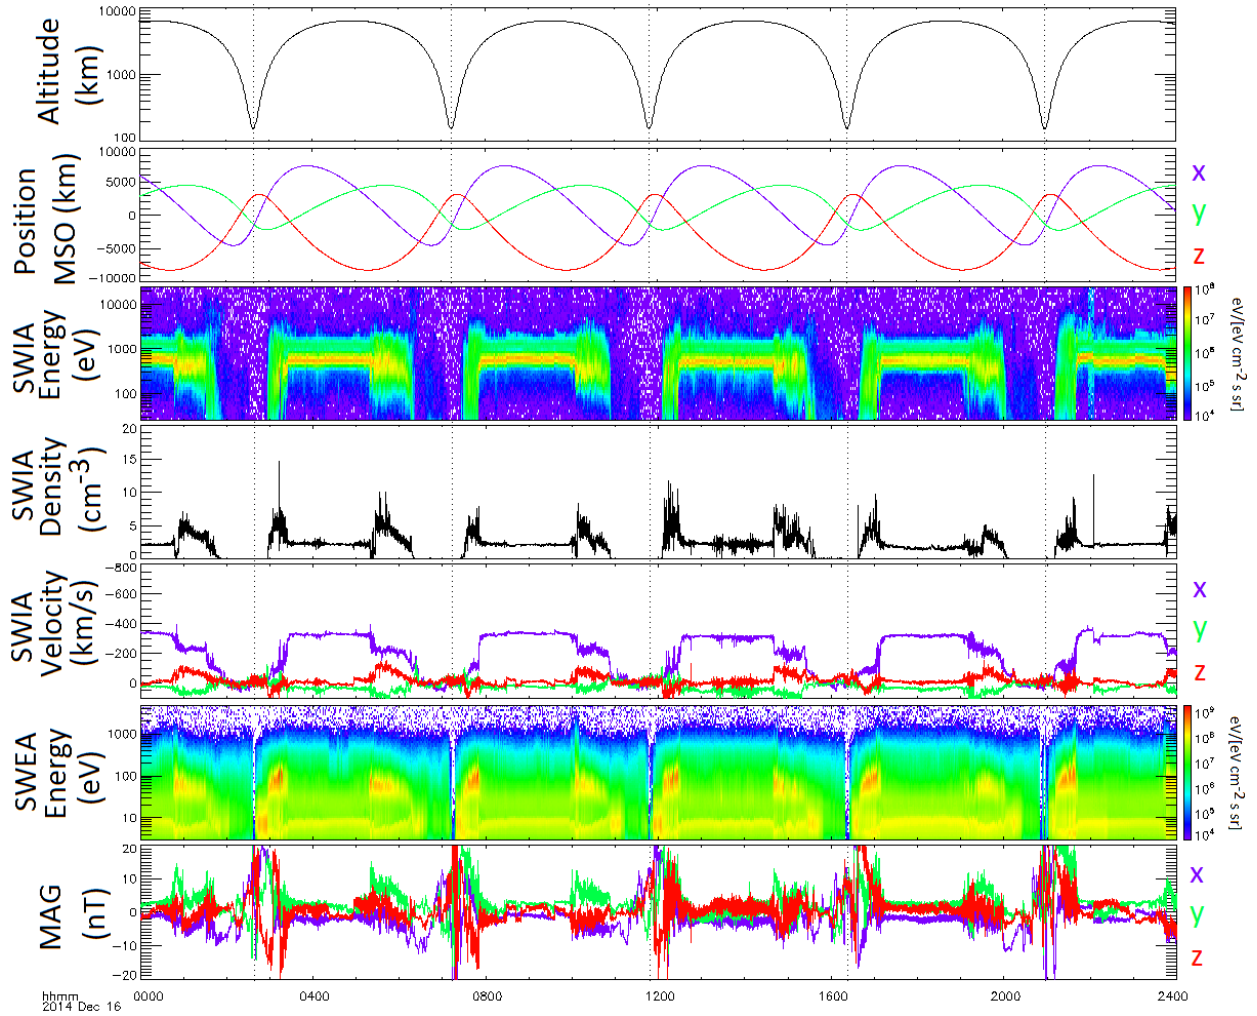 Altitude
(km)
10000
1000
100
Position
MSO (km)
10000
5000
0
−5000
−10000
x
y
z
SWIA
Energy
(eV)
10000
1000
100
10⁸
10⁷
10⁶
10⁵
10⁴
eV/[eV cm⁻² s sr]
SWIA
Density
(cm⁻³)
20
15
10
5
0
SWIA
Velocity
(km/s)
−800
−600
−400
−200
0
x
y
z
SWEA
Energy
(eV)
1000
100
10
10⁹
10⁸
10⁷
10⁶
10⁵
10⁴
eV/[eV cm⁻² s sr]
MAG
(nT)
20
10
0
−10
−20
x
y
z
hhmm
2014 Dec 16
0000 0400 0800 1200 1600 2000 2400